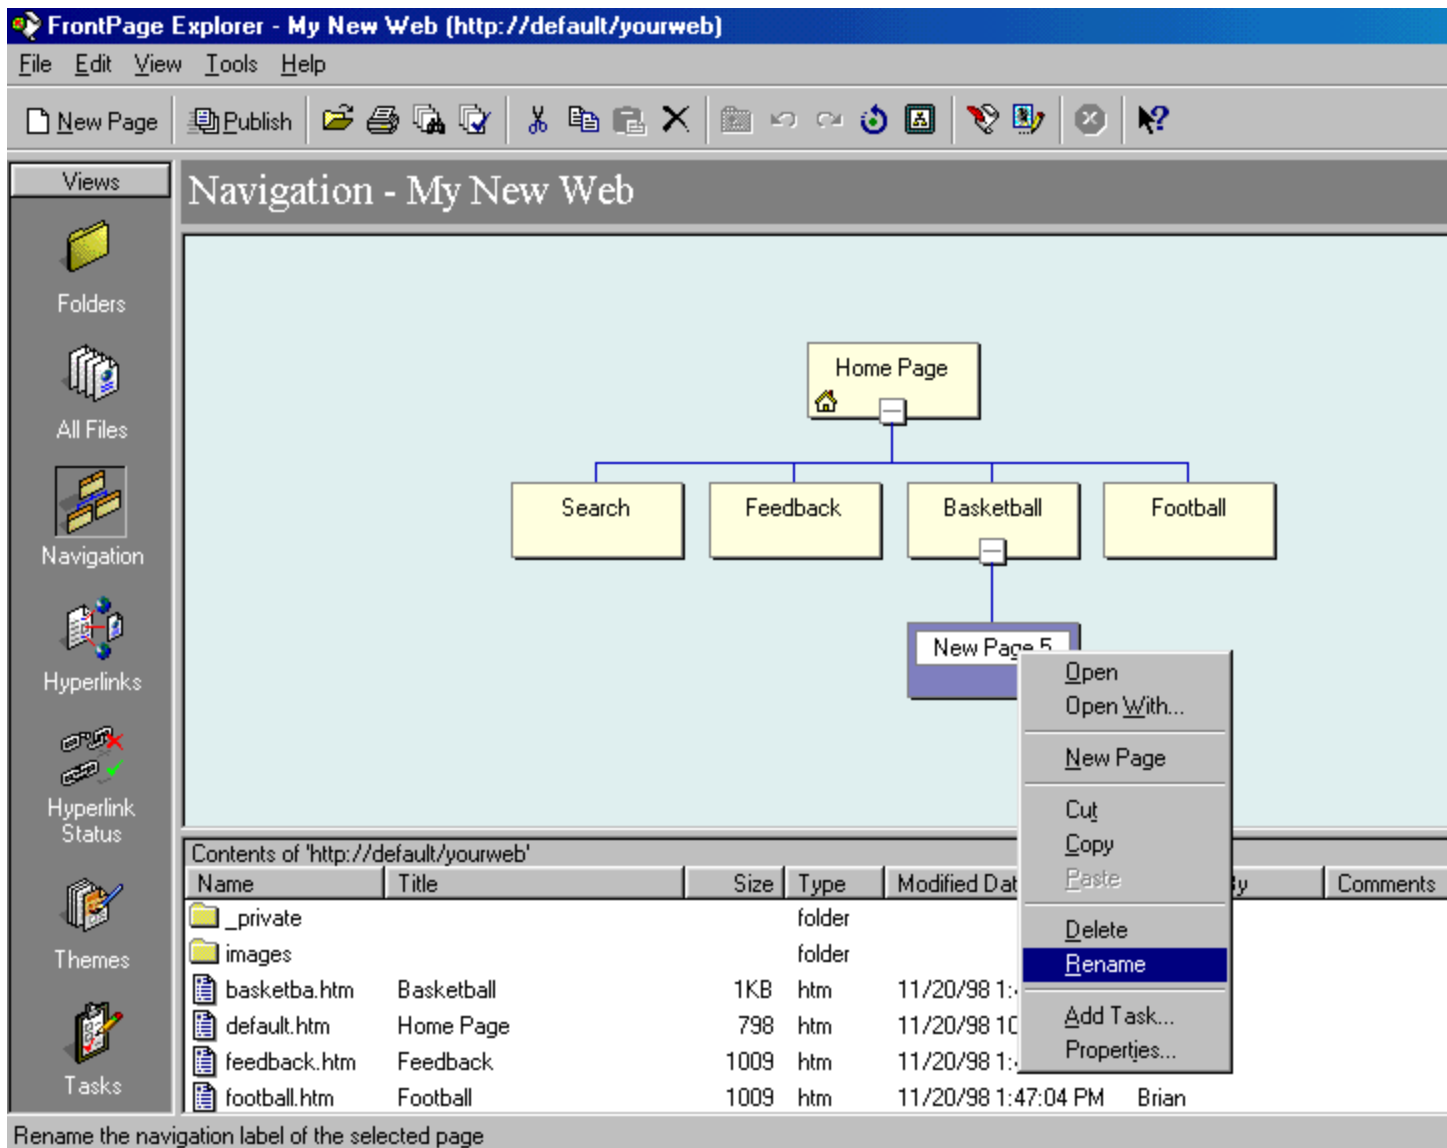 FrontPage Explorer - My New Web (http://default/yourweb)
File Edit View Tools Help
New Page Publish
Views
Navigation - My New Web
Folders
All Files
Navigation
Hyperlinks
Hyperlink
Status
Themes
Tasks
Home Page
Search Feedback Basketball Football
New Page 5
Open
Open With...
New Page
Cut
Copy
Paste
Delete
Rename
Add Task...
Properties...
Contents of 'http://default/yourweb'
Name Title Size Type Modified Dat By Comments
_private folder
images folder
basketba.htm Basketball 1KB htm 11/20/98 1:
default.htm Home Page 798 htm 11/20/98 10
feedback.htm Feedback 1009 htm 11/20/98 1:
football.htm Football 1009 htm 11/20/98 1:47:04 PM Brian
Rename the navigation label of the selected page